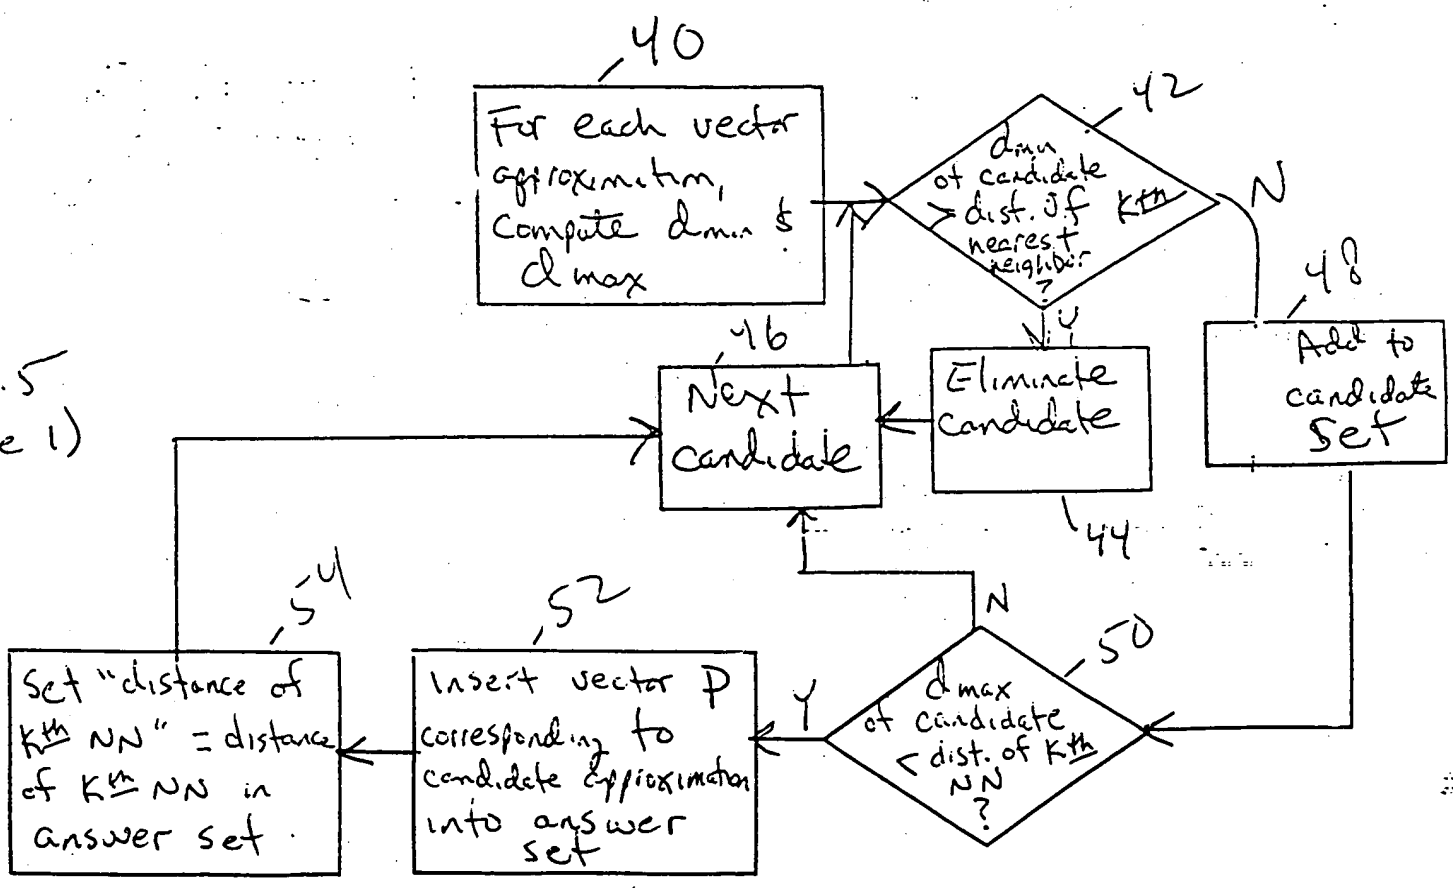 40
For each vector
approximation,
Compute dmin &
d max
42
dmin
of candidate
> dist. of Kth
nearest
neighbor
?
N
Y
48
Add to
candidate
Set
46
Next
candidate
Eliminate
candidate
44
.5
e 1)
54
Set "distance of
Kth NN" = distance
of Kth NN in
answer set.
52
Insert vector P
corresponding to
candidate approximation
into answer
set
Y
N
50
dmax
of candidate
< dist. of Kth
NN
?